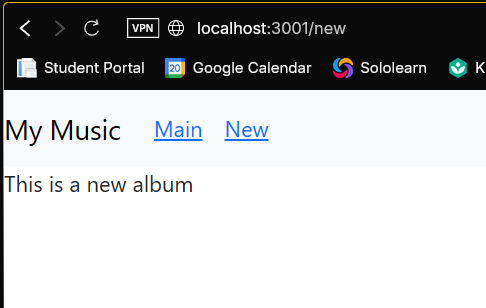 VPN localhost:3001/new
Student Portal 20 Google Calendar Sololearn K
My Music Main New
This is a new album